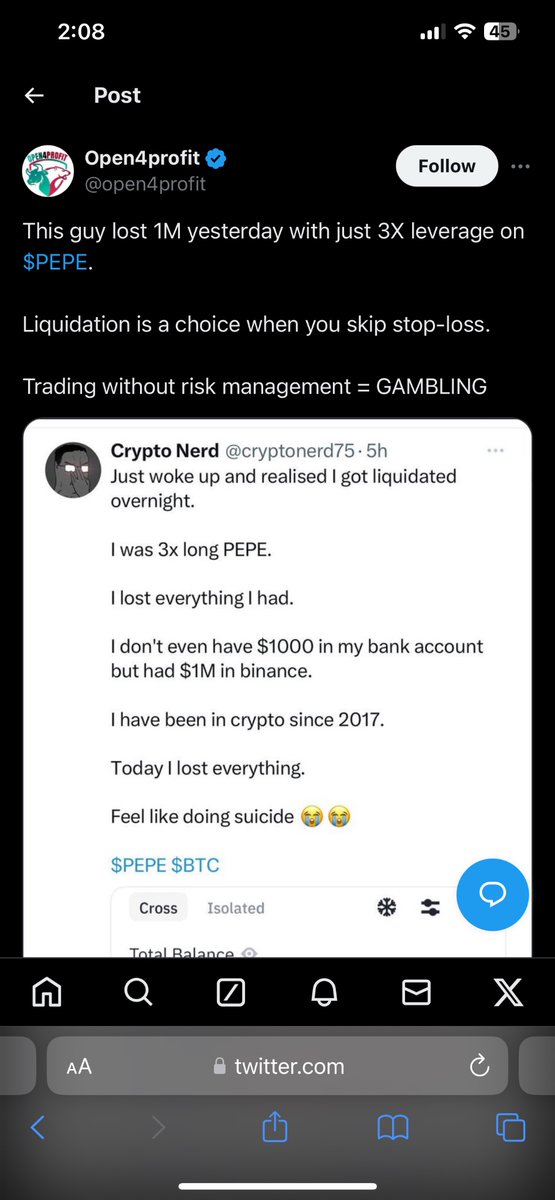 2:08
45
Post
OPEN4PROFIT
Open4profit
@open4profit
Follow
This guy lost 1M yesterday with just 3X leverage on
$PEPE.
Liquidation is a choice when you skip stop-loss.
Trading without risk management = GAMBLING
Crypto Nerd @cryptonerd75 · 5h
Just woke up and realised I got liquidated
overnight.
I was 3x long PEPE.
I lost everything I had.
I don't even have $1000 in my bank account
but had $1M in binance.
I have been in crypto since 2017.
Today I lost everything.
Feel like doing suicide 😭😭
$PEPE $BTC
Cross Isolated
Total Balance
AA twitter.com